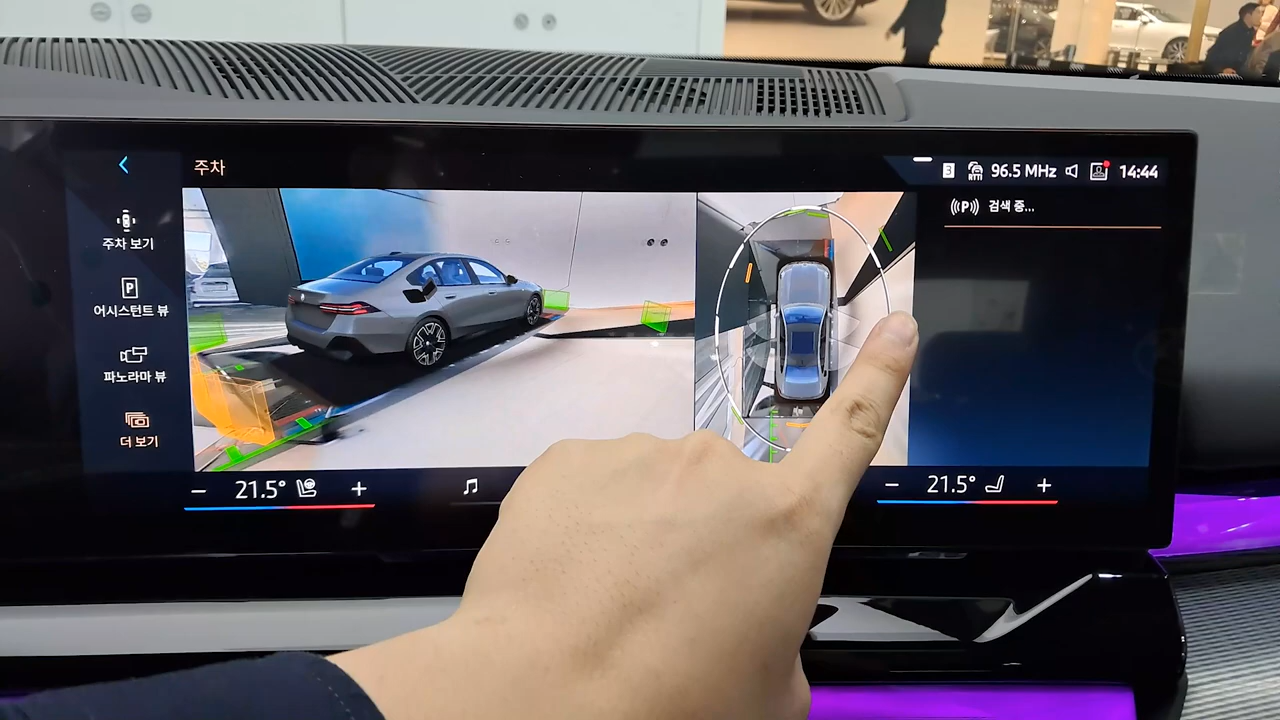 주차
3 RTTI 96.5 MHz 14:44
주차 보기
P
어시스턴트 뷰
파노라마 뷰
더 보기
((P)) 검색 중...
− 21.5° +
− 21.5° +